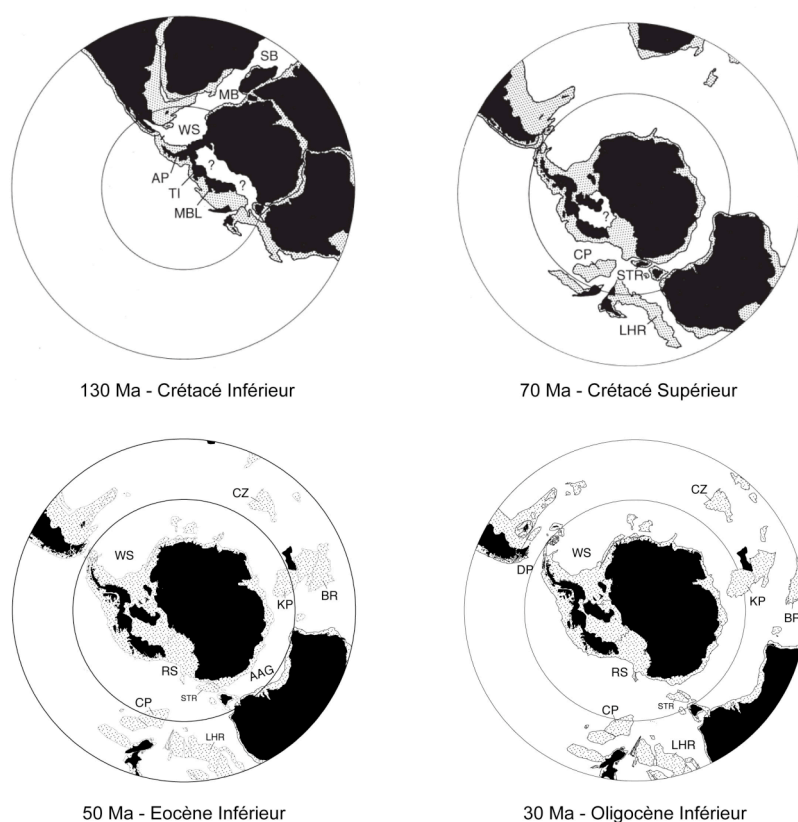 SB
MB
WS
?
AP
TI
?
MBL
130 Ma - Crétacé Inférieur
?
CP
STR
LHR
70 Ma - Crétacé Supérieur
CZ
WS
KP
BR
RS
AAG
STR
CP
LHR
50 Ma - Eocène Inférieur
CZ
WS
DP
KP
BR
RS
STR
CP
LHR
30 Ma - Oligocène Inférieur